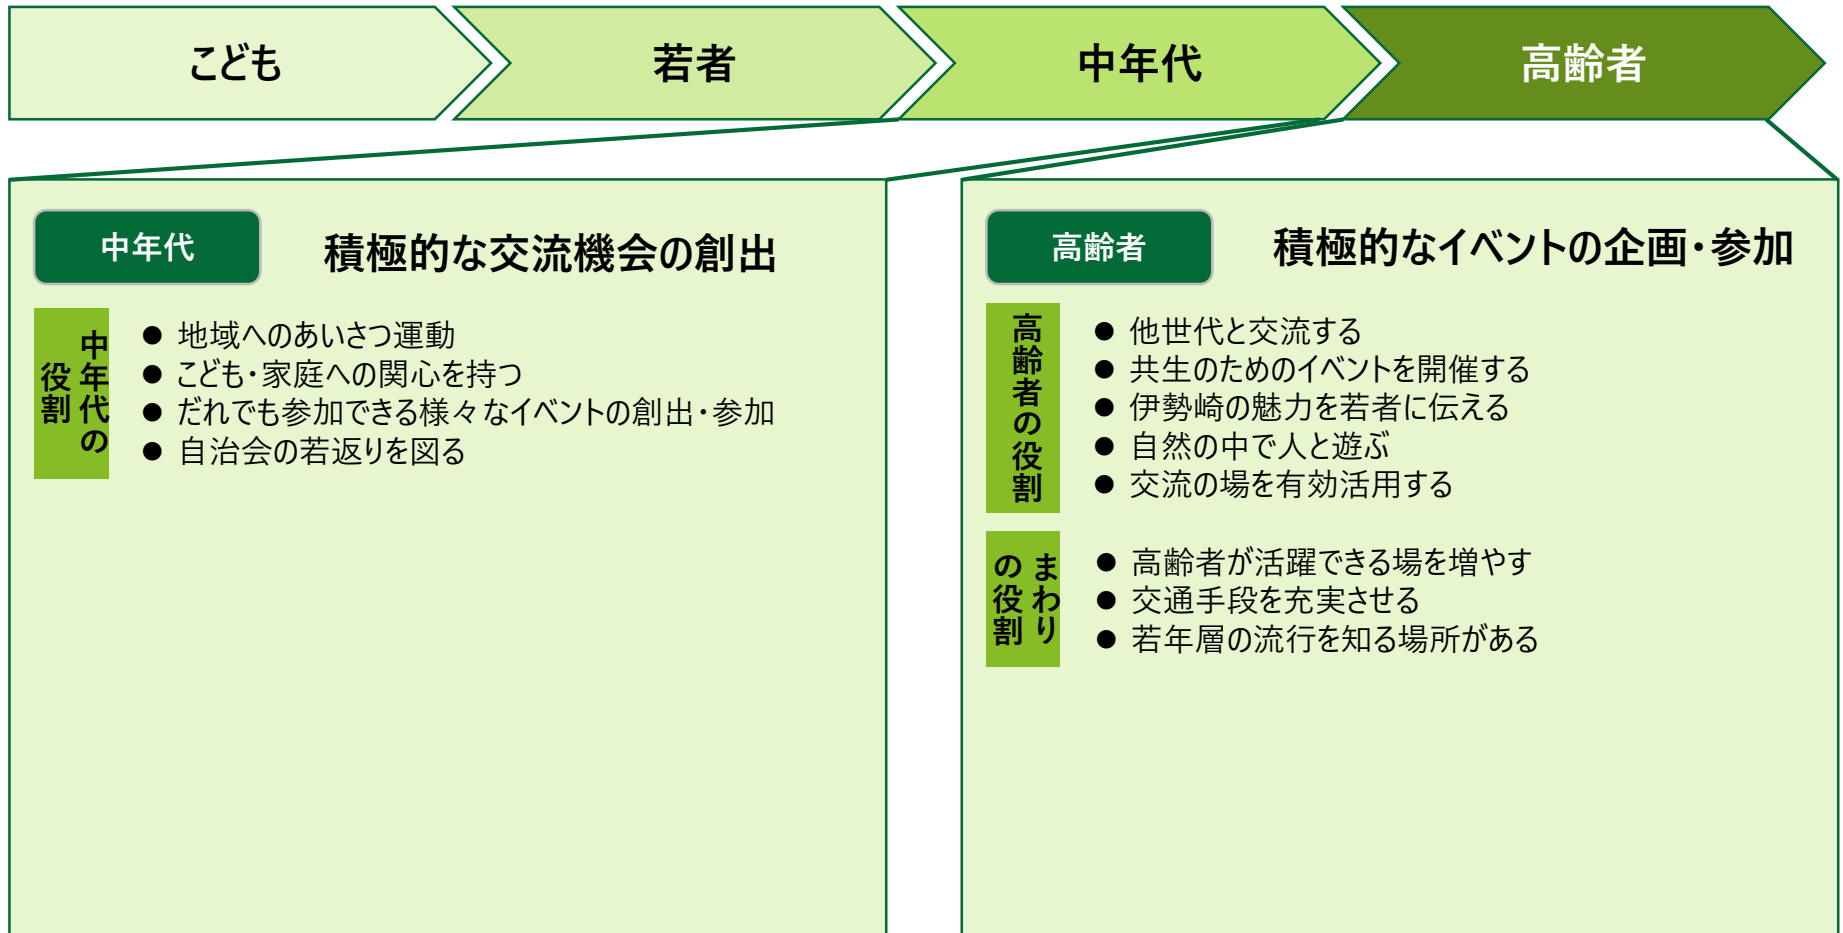 こども
若者
中年代
高齢者
中年代
積極的な交流機会の創出
中年代の
役割
● 地域へのあいさつ運動
● こども・家庭への関心を持つ
● だれでも参加できる様々なイベントの創出・参加
● 自治会の若返りを図る
高齢者
積極的なイベントの企画・参加
高齢者の役割
● 他世代と交流する
● 共生のためのイベントを開催する
● 伊勢崎の魅力を若者に伝える
● 自然の中で人と遊ぶ
● 交流の場を有効活用する
まわり
の役割
● 高齢者が活躍できる場を増やす
● 交通手段を充実させる
● 若年層の流行を知る場所がある